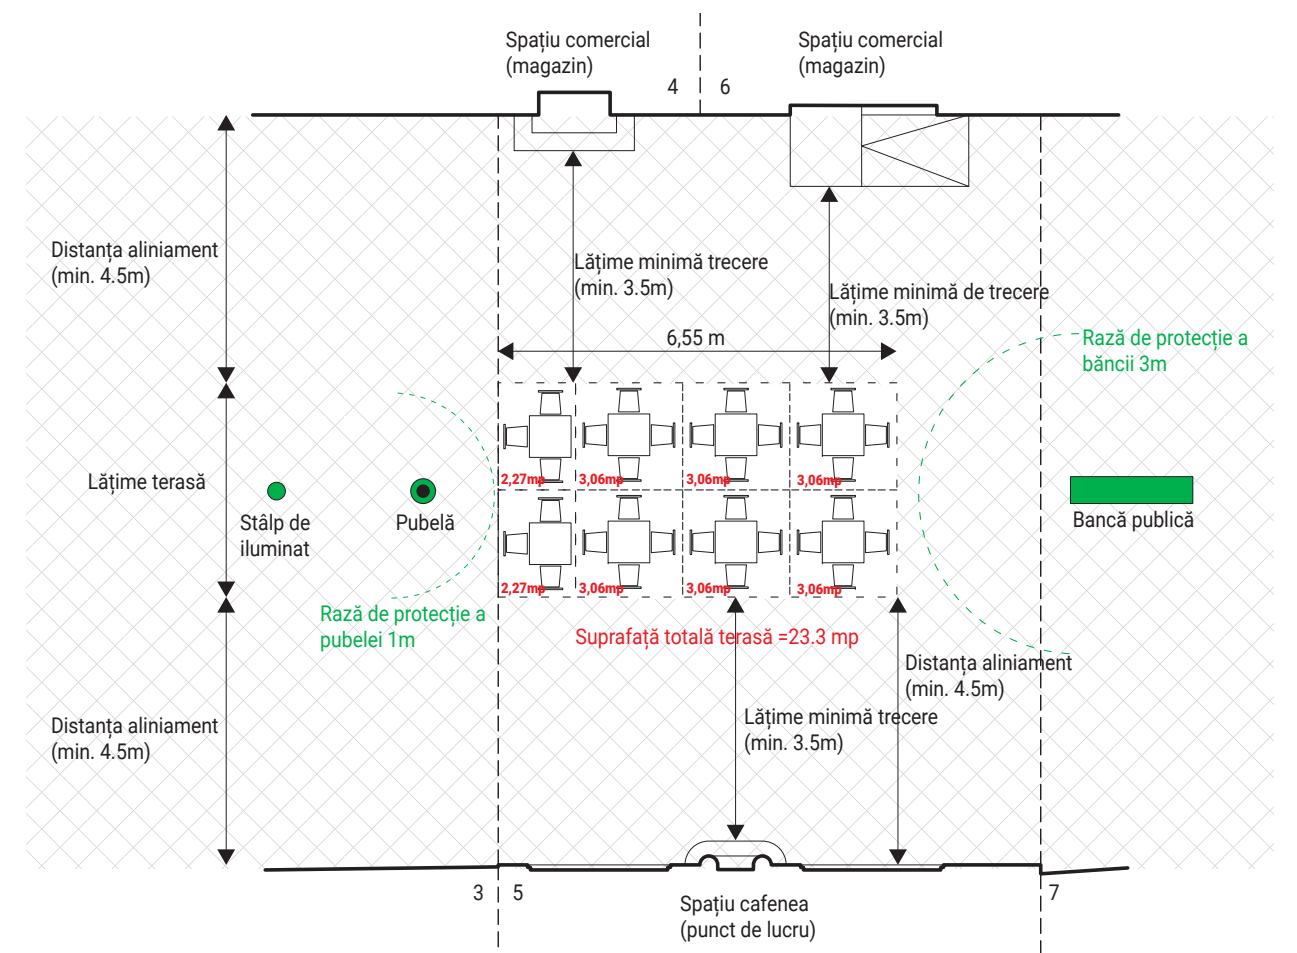 Spațiu comercial
(magazin)
Spațiu comercial
(magazin)
4
6
Distanța aliniament
(min. 4.5m)
Lățime minimă trecere
(min. 3.5m)
Lățime minimă de trecere
(min. 3.5m)
6,55 m
Rază de protecție a
băncii 3m
Lățime terasă
2,27mp
3,06mp
3,06mp
3,06mp
Stâlp de
iluminat
Pubelă
Bancă publică
2,27mp
3,06mp
3,06mp
3,06mp
Rază de protecție a
pubelei 1m
Suprafață totală terasă =23.3 mp
Distanța aliniament
(min. 4.5m)
Distanța aliniament
(min. 4.5m)
Lățime minimă trecere
(min. 3.5m)
3
5
7
Spațiu cafenea
(punct de lucru)